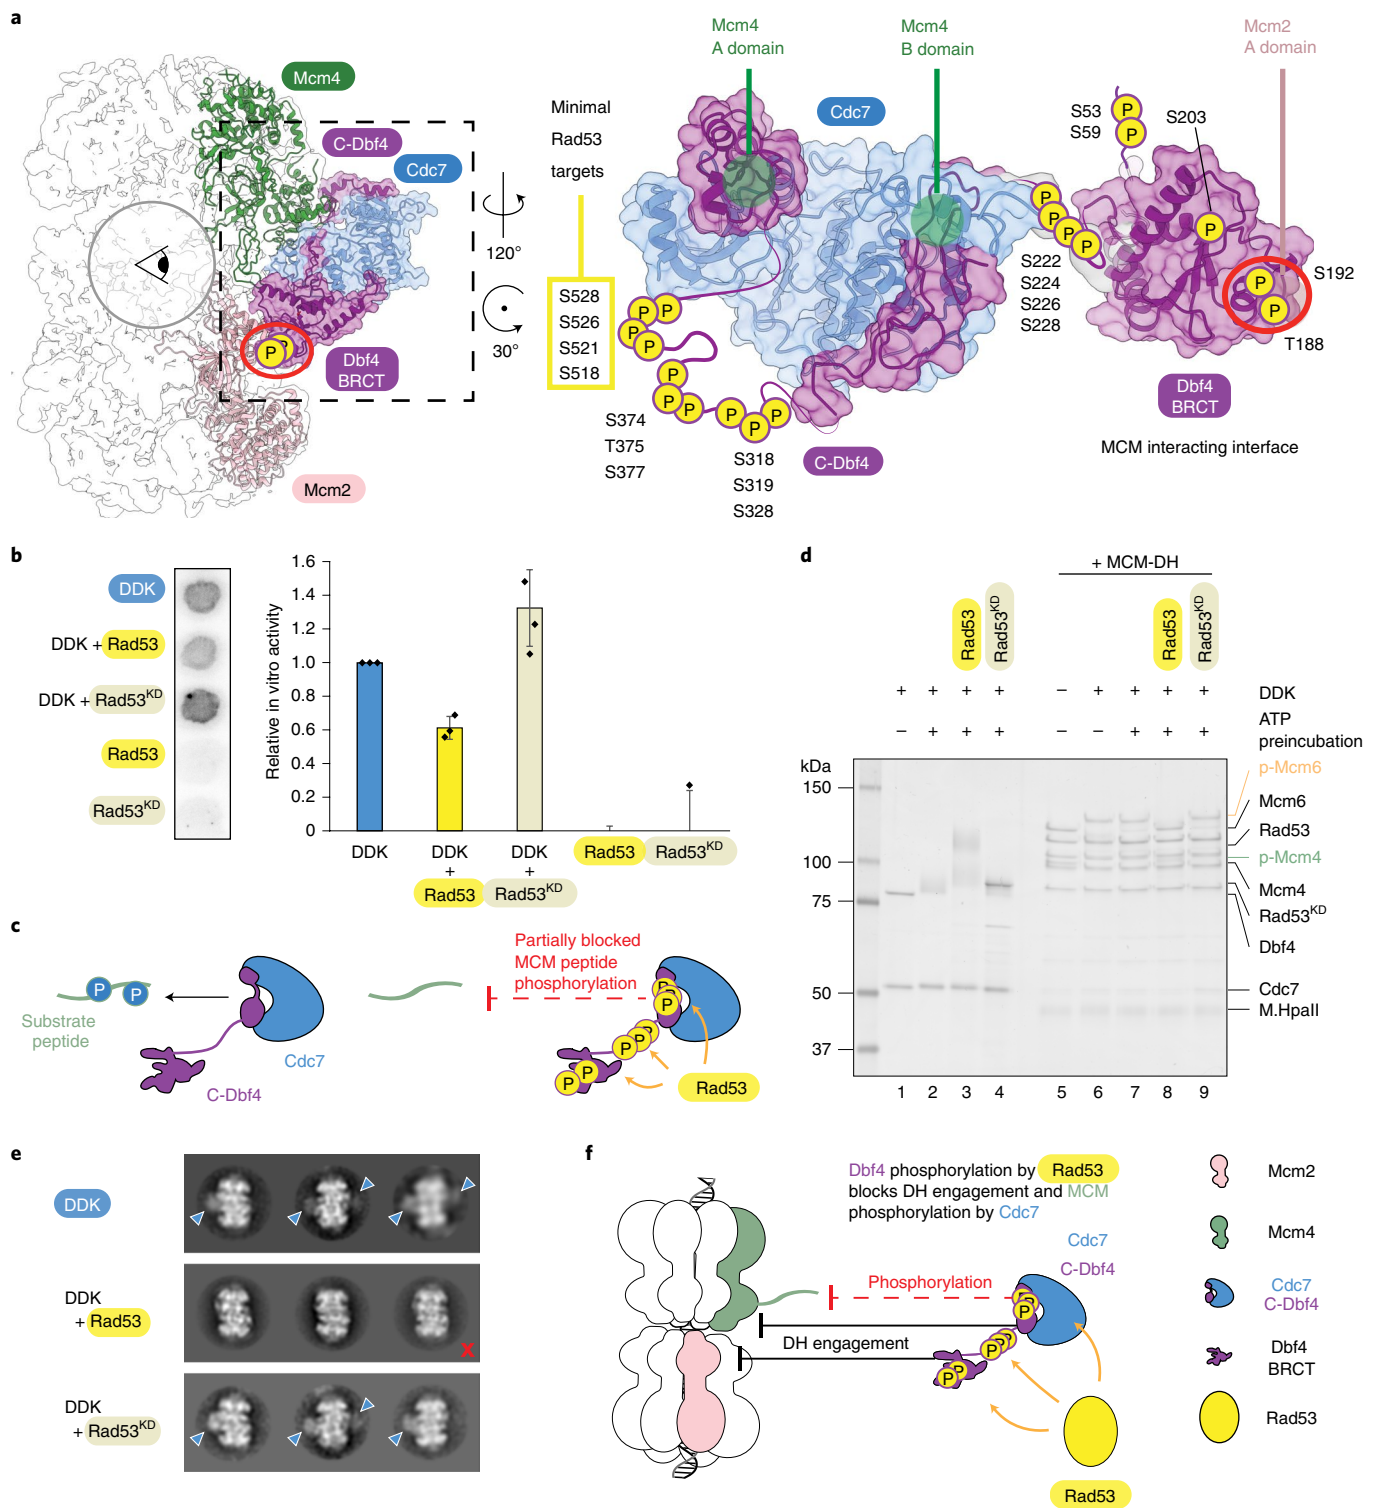 a
Mcm4
C-Dbf4
Cdc7
Dbf4
BRCT
P
P
Mcm2
120°
30°
Minimal
Rad53
targets
S528
S526
S521
S518
Mcm4
A domain
Mcm4
B domain
Mcm2
A domain
Cdc7
S53
S59
P
P
S203
P
P
P
P
P
S222
S224
S226
S228
P
P
S192
T188
P
P
P
P
P
P
P
P
P
P
S374
T375
S377
S318
S319
S328
C-Dbf4
Dbf4
BRCT
MCM interacting interface
b
DDK
DDK + Rad53
DDK + Rad53KD
Rad53
Rad53KD
Relative in vitro activity
1.6
1.4
1.2
1.0
0.8
0.6
0.4
0.2
0
DDK
DDK
+
Rad53
DDK
+
Rad53KD
Rad53
Rad53KD
c
P
P
Substrate
peptide
Cdc7
C-Dbf4
Partially blocked
MCM peptide
phosphorylation
P
P
P
P
P
P
P
P
Rad53
d
+ MCM-DH
Rad53
Rad53KD
Rad53
Rad53KD
+ + + + − + + + + DDK
− + + + − − + + + ATP
preincubation
kDa
150
100
75
50
37
p-Mcm6
Mcm6
Rad53
p-Mcm4
Mcm4
Rad53KD
Dbf4
Cdc7
M.HpaII
1 2 3 4 5 6 7 8 9
e
DDK
DDK
+ Rad53
X
DDK
+ Rad53KD
f
Dbf4 phosphorylation by Rad53
blocks DH engagement and MCM
phosphorylation by Cdc7
Cdc7
C-Dbf4
Phosphorylation
DH engagement
P
P
P
P
P
P
P
P
Rad53
Mcm2
Mcm4
Cdc7
C-Dbf4
Dbf4
BRCT
Rad53